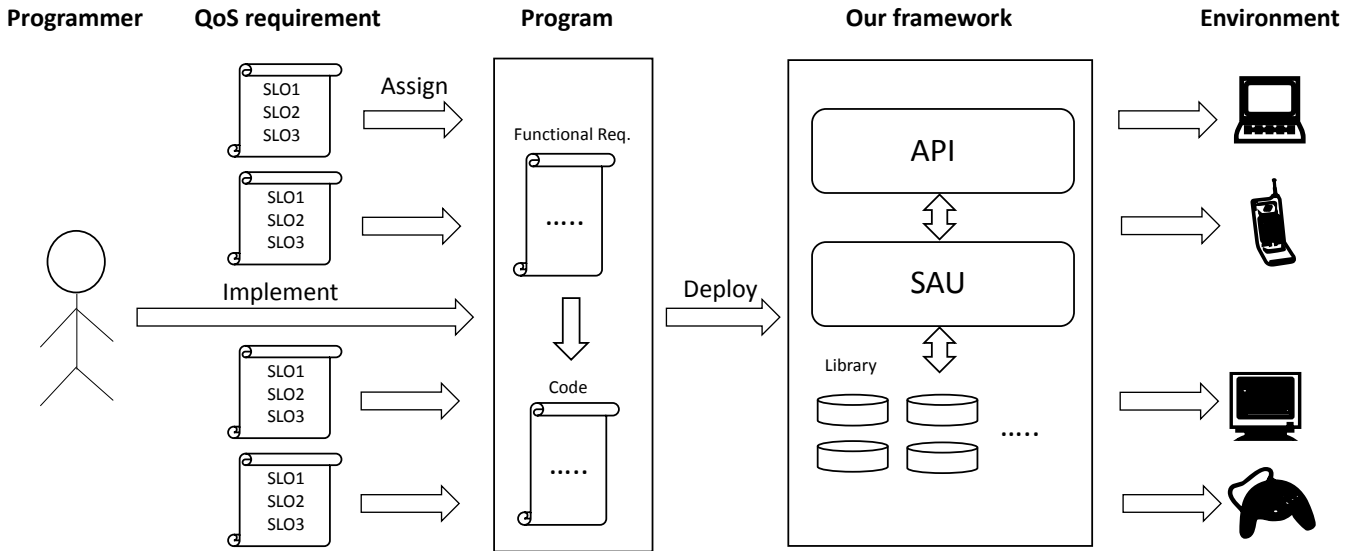 Programmer
QoS requirement
Program
Our framework
Environment
SLO1
SLO2
SLO3
Assign
SLO1
SLO2
SLO3
Implement
SLO1
SLO2
SLO3
SLO1
SLO2
SLO3
Functional Req.
.....
Code
.....
Deploy
API
SAU
Library
.....